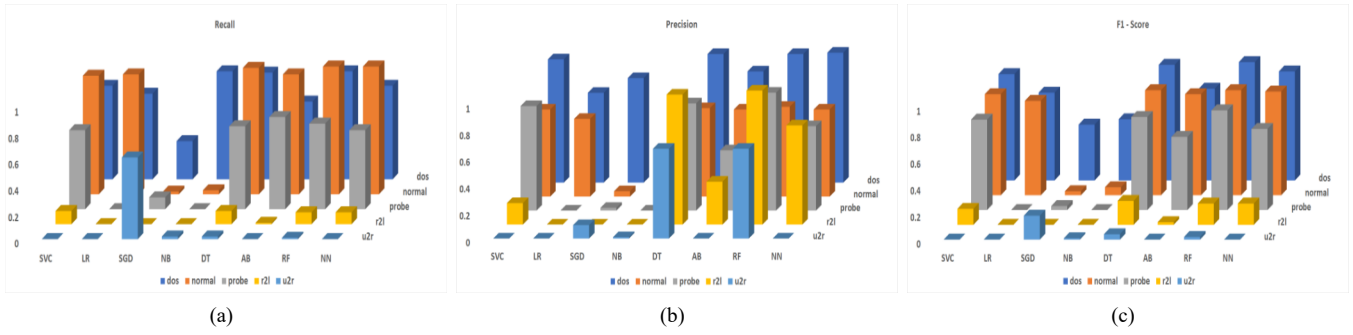 Recall
1
0.8
0.6
0.4
0.2
0
dos
normal
probe
r2l
u2r
SVC LR SGD NB DT AB RF NN
dos normal probe r2l u2r
(a)
Precision
1
0.8
0.6
0.4
0.2
0
dos
normal
probe
r2l
u2r
SVC LR SGD NB DT AB RF NN
dos normal probe r2l u2r
(b)
F1 - Score
1
0.8
0.6
0.4
0.2
0
dos
normal
probe
r2l
u2r
SVC LR SGD NB DT AB RF NN
dos normal probe r2l u2r
(c)